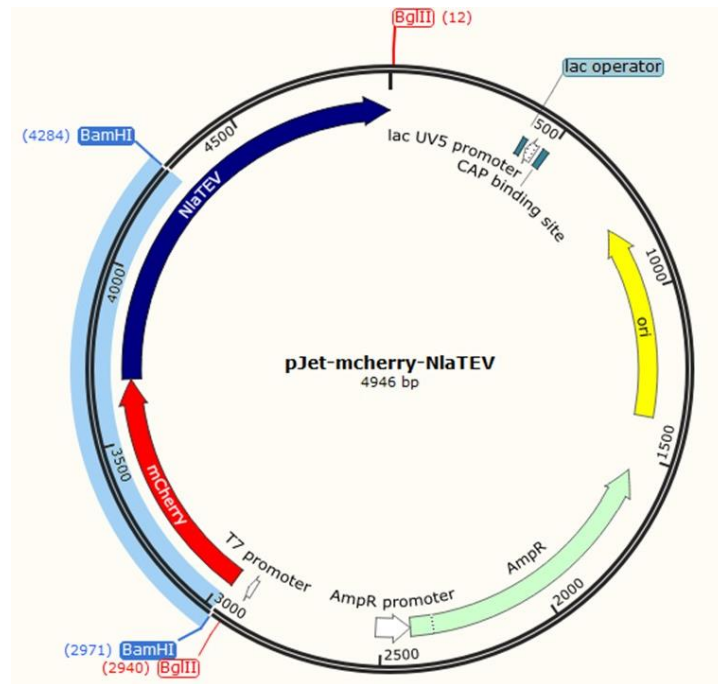 BglII (12)
lac operator
500
lac UV5 promoter
CAP binding site
1000
ori
1500
AmpR
2000
AmpR promoter
2500
T7 promoter
3000
BglII (2940)
BamHI (2971)
mCherry
3500
4000
NlaTEV
(4284) BamHI
4500
pJet-mcherry-NlaTEV
4946 bp